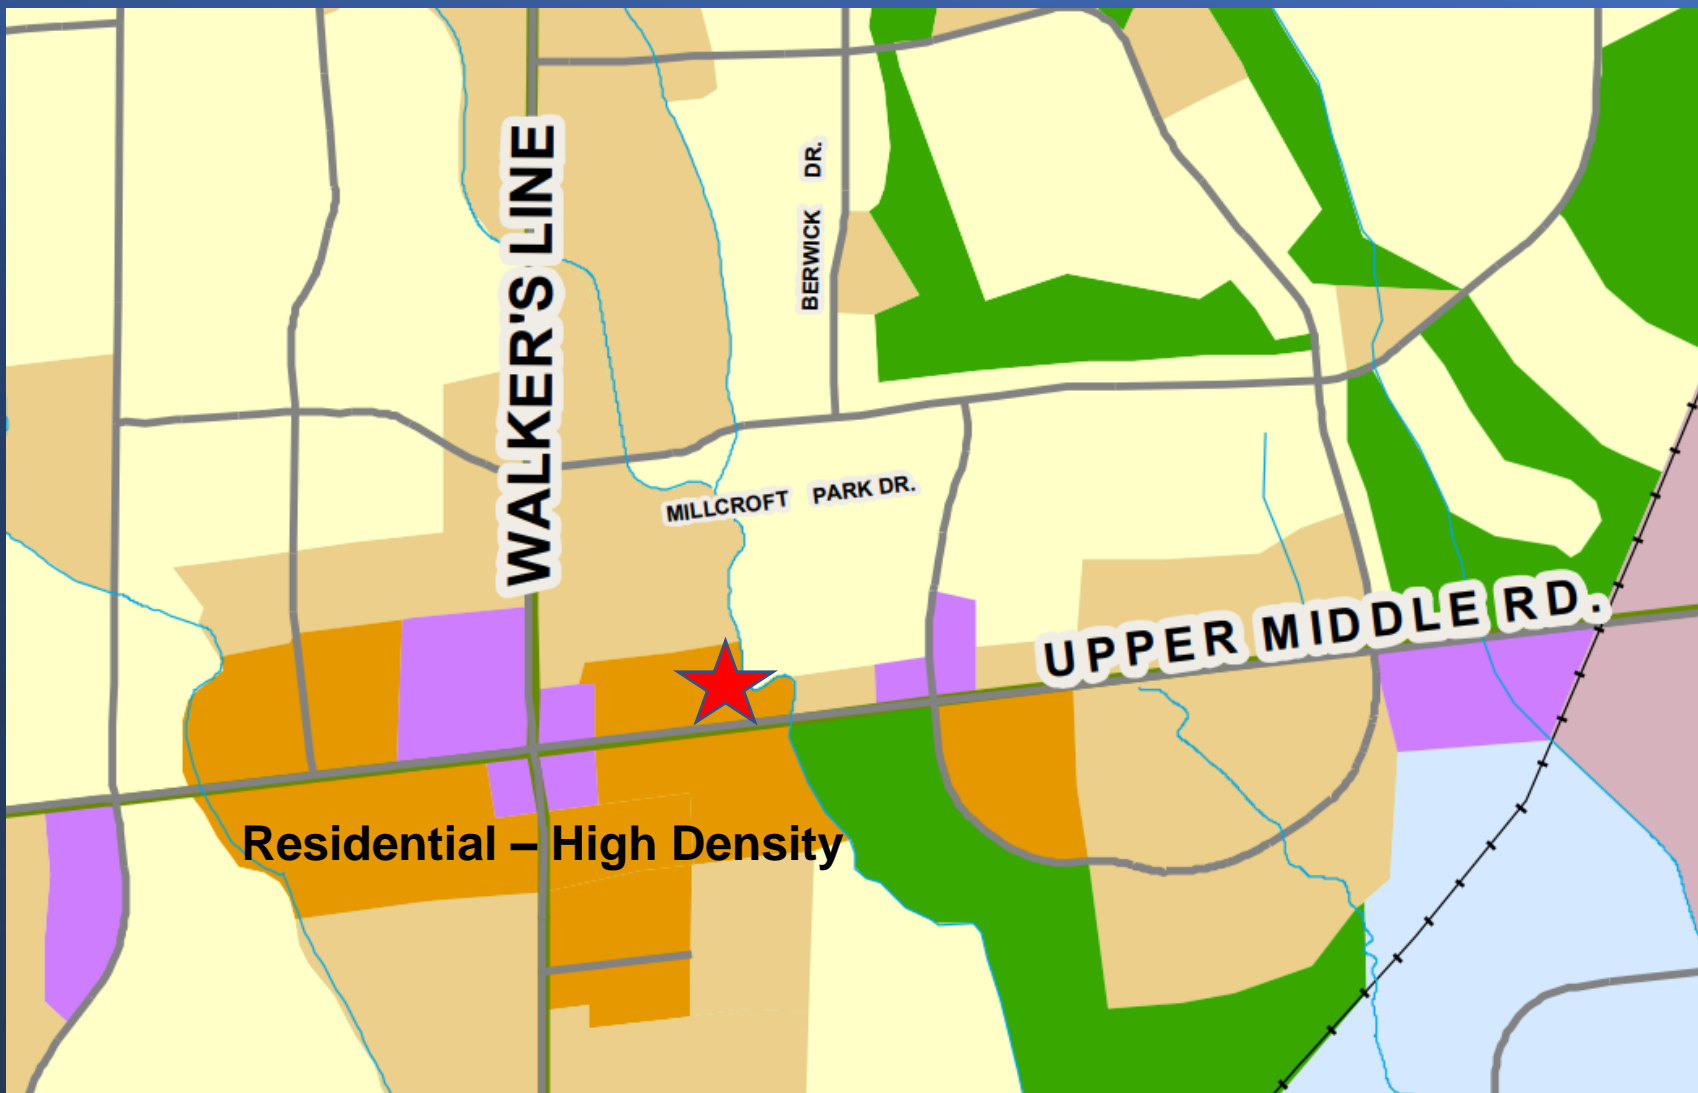 WALKER'S LINE
BERWICK DR.
MILLCROFT PARK DR.
UPPER MIDDLE RD.
Residential – High Density